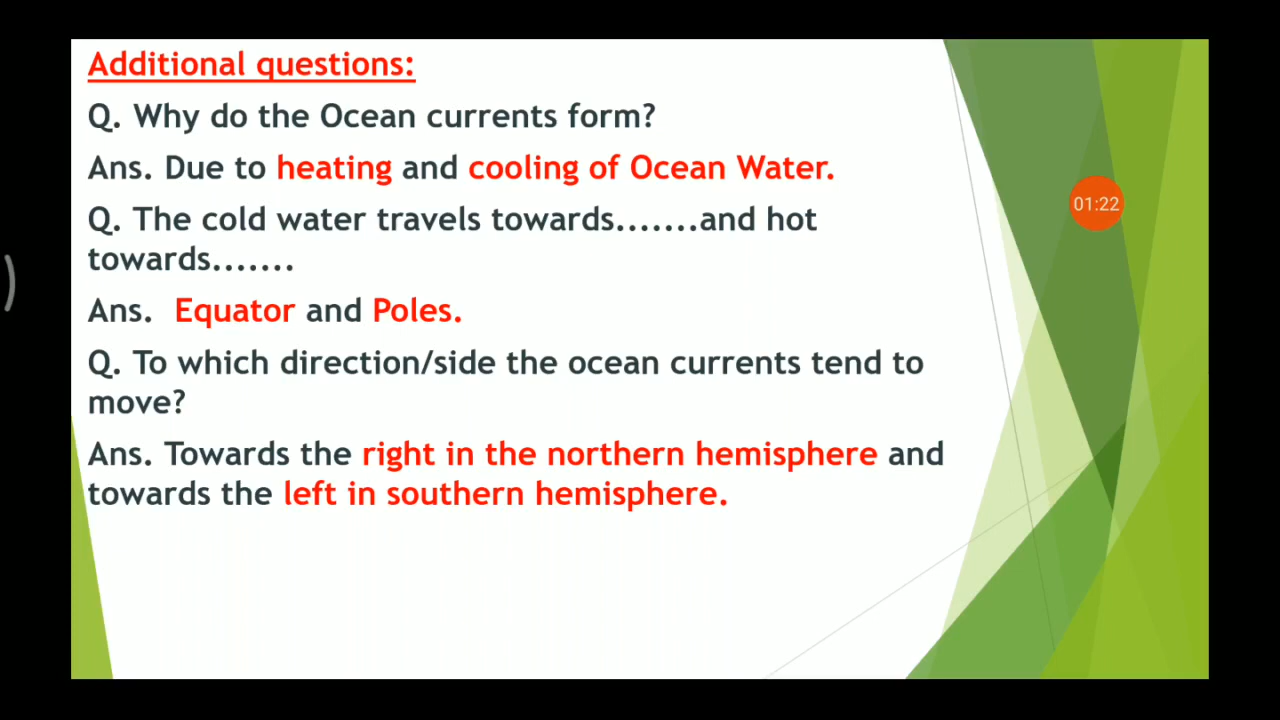 Additional questions:
Q. Why do the Ocean currents form?
Ans. Due to heating and cooling of Ocean Water.
Q. The cold water travels towards.......and hot
towards.......
Ans. Equator and Poles.
Q. To which direction/side the ocean currents tend to
move?
Ans. Towards the right in the northern hemisphere and
towards the left in southern hemisphere.
01:22